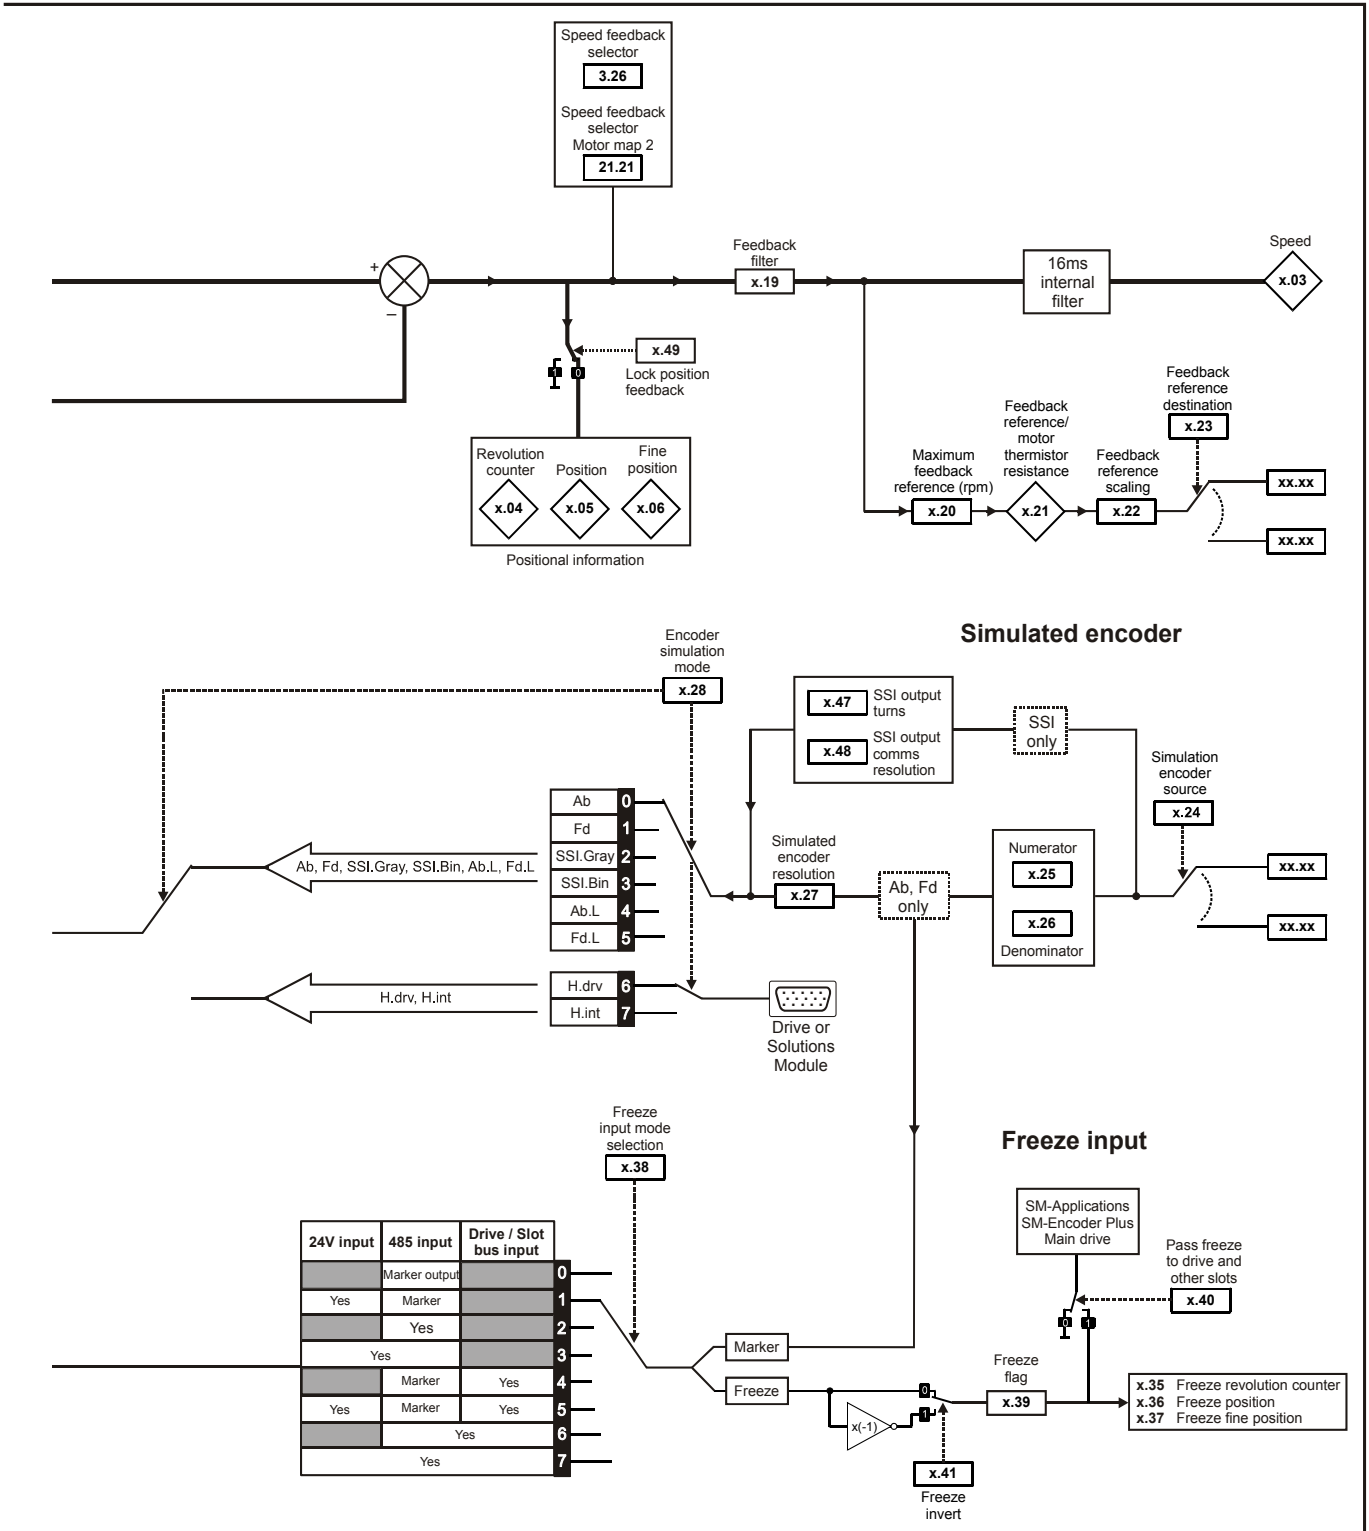 Speed feedback
selector
3.26
Speed feedback
selector
Motor map 2
21.21
+
−
Feedback
filter
x.19
16ms
internal
filter
Speed
x.03
x.49
Lock position
feedback
1 0
Revolution
counter
x.04
Position
x.05
Fine
position
x.06
Positional information
Maximum
feedback
reference (rpm)
x.20
Feedback
reference/
motor
thermistor
resistance
x.21
Feedback
reference
scaling
x.22
Feedback
reference
destination
x.23
xx.xx
xx.xx
Simulated encoder
Encoder
simulation
mode
x.28
x.47 SSI output
turns
x.48 SSI output
comms
resolution
SSI
only
Simulation
encoder
source
x.24
xx.xx
xx.xx
Numerator
x.25
x.26
Denominator
Ab, Fd
only
Simulated
encoder
resolution
x.27
Ab 0
Fd 1
SSI.Gray 2
SSI.Bin 3
Ab.L 4
Fd.L 5
Ab, Fd, SSI.Gray, SSI.Bin, Ab.L, Fd.L
H.drv 6
H.int 7
H.drv, H.int
Drive or
Solutions
Module
Freeze
input mode
selection
x.38
Freeze input
24V input 485 input Drive / Slot
bus input
Marker output 0
Yes Marker 1
Yes 2
Yes 3
Marker Yes 4
Yes Marker Yes 5
Yes 6
Yes 7
Marker
Freeze
x(-1)
0
1
x.41
Freeze
invert
Freeze
flag
x.39
SM-Applications
SM-Encoder Plus
Main drive
Pass freeze
to drive and
other slots
x.40
0 1
x.35 Freeze revolution counter
x.36 Freeze position
x.37 Freeze fine position